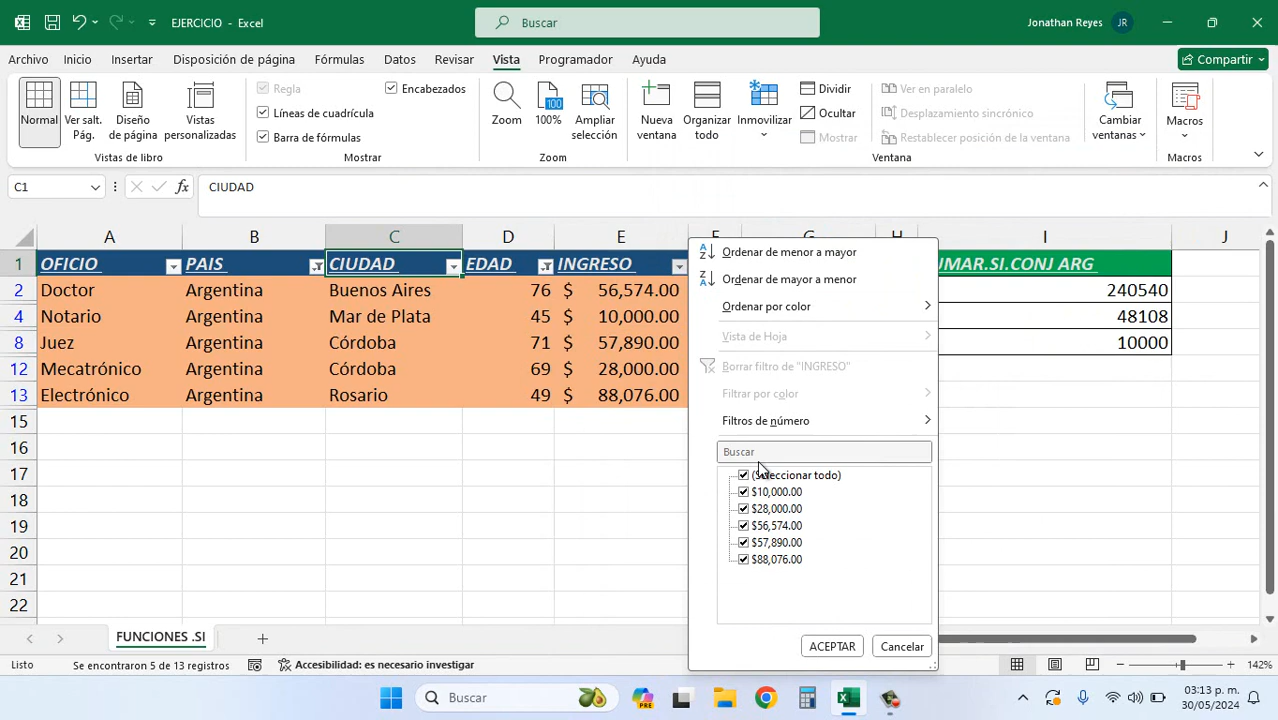 EJERCICIO - Excel
Buscar
Jonathan Reyes JR
Archivo Inicio Insertar Disposición de página Fórmulas Datos Revisar Vista Programador Ayuda
Compartir
Normal
Ver salt. Pág.
Diseño de página
Vistas personalizadas
Vistas de libro
Regla
Líneas de cuadrícula
Barra de fórmulas
Encabezados
Mostrar
Zoom
100
100%
Ampliar selección
Zoom
Nueva ventana
Organizar todo
Inmovilizar
Dividir
Ocultar
Mostrar
Ver en paralelo
Desplazamiento sincrónico
Restablecer posición de la ventana
Ventana
Cambiar ventanas
Macros
Macros
C1 fx CIUDAD
A B C D E I J
1 OFICIO PAIS CIUDAD EDAD INGRESO UMAR.SI.CONJ ARG
2 Doctor Argentina Buenos Aires 76 $ 56,574.00 240540
4 Notario Argentina Mar de Plata 45 $ 10,000.00 48108
8 Juez Argentina Córdoba 71 $ 57,890.00 10000
12 Mecatrónico Argentina Córdoba 69 $ 28,000.00
13 Electrónico Argentina Rosario 49 $ 88,076.00
15
16
17
18
19
20
21
22
Ordenar de menor a mayor
Ordenar de mayor a menor
Ordenar por color
Vista de Hoja
Borrar filtro de "INGRESO"
Filtrar por color
Filtros de número
Buscar
(Seleccionar todo)
$10,000.00
$28,000.00
$56,574.00
$57,890.00
$88,076.00
ACEPTAR Cancelar
FUNCIONES .SI
Listo Se encontraron 5 de 13 registros Accesibilidad: es necesario investigar 142%
Buscar
PRE
03:13 p. m.
30/05/2024